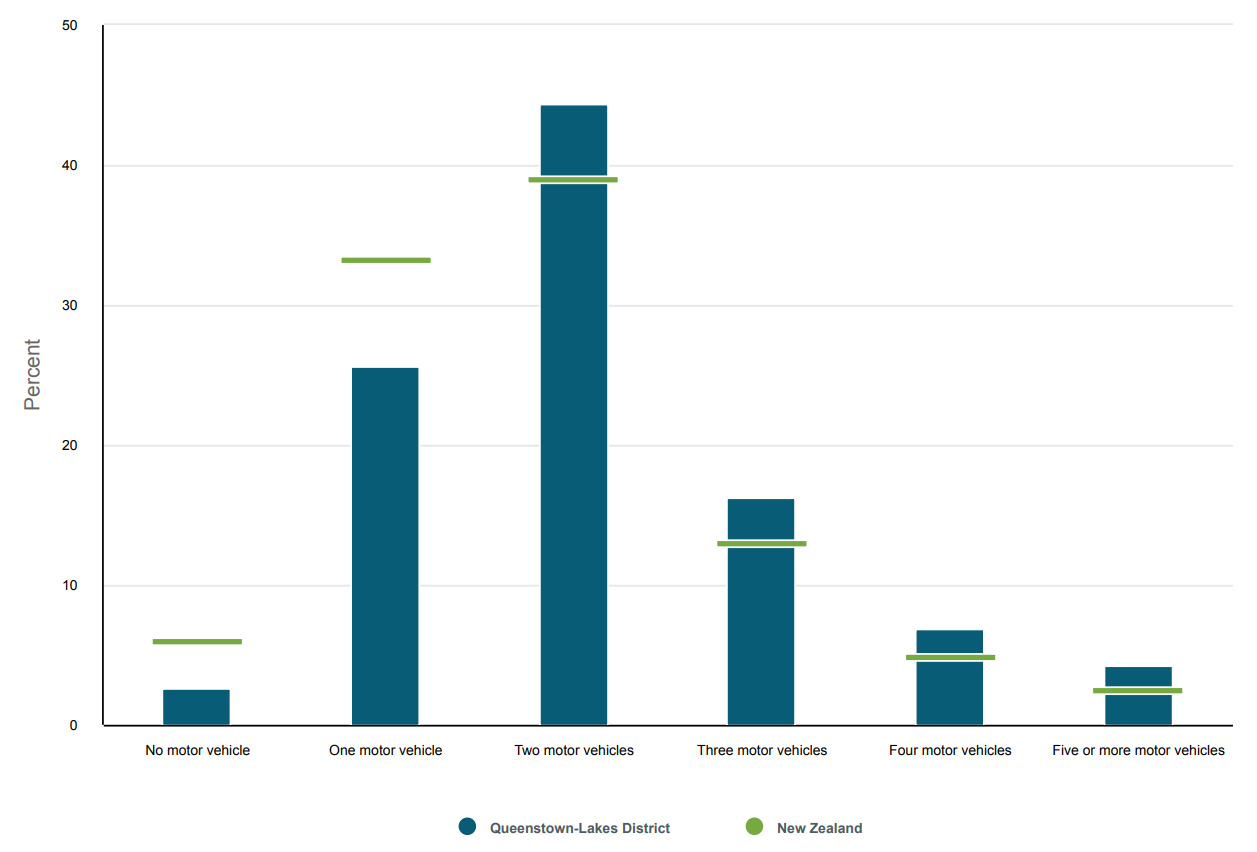 50
40
30
20
10
0
Percent
No motor vehicle
One motor vehicle
Two motor vehicles
Three motor vehicles
Four motor vehicles
Five or more motor vehicles
Queenstown-Lakes District
New Zealand